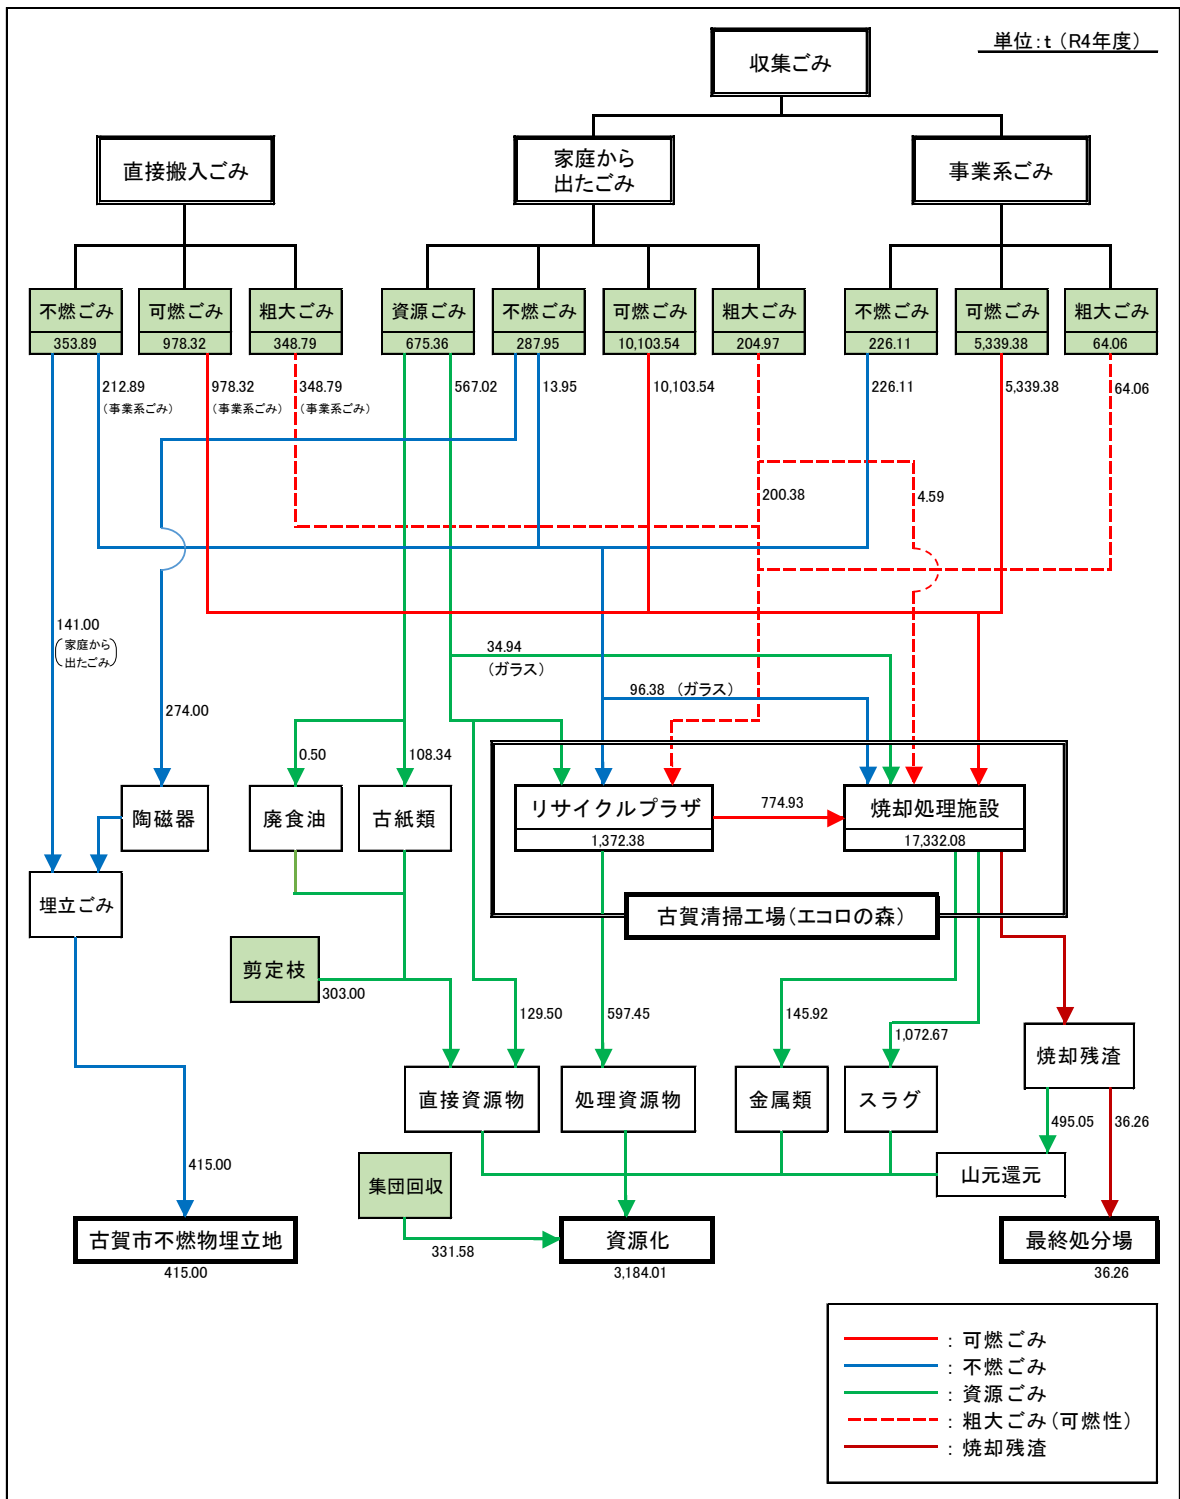 単位：t（R4年度）
収集ごみ
直接搬入ごみ
家庭から
出たごみ
事業系ごみ
不燃ごみ
353.89
可燃ごみ
978.32
粗大ごみ
348.79
資源ごみ
675.36
不燃ごみ
287.95
可燃ごみ
10,103.54
粗大ごみ
204.97
不燃ごみ
226.11
可燃ごみ
5,339.38
粗大ごみ
64.06
212.89
（事業系ごみ）
978.32
（事業系ごみ）
348.79
（事業系ごみ）
567.02
13.95
10,103.54
226.11
5,339.38
64.06
200.38
4.59
141.00
（家庭から
出たごみ）
34.94
（ガラス）
96.38 （ガラス）
274.00
0.50
108.34
陶磁器
廃食油
古紙類
リサイクルプラザ
1,372.38
774.93
焼却処理施設
17,332.08
埋立ごみ
古賀清掃工場（エコロの森）
剪定枝
303.00
129.50
597.45
145.92
1,072.67
焼却残渣
直接資源物
処理資源物
金属類
スラグ
495.05
36.26
415.00
集団回収
山元還元
331.58
古賀市不燃物埋立地
415.00
資源化
3,184.01
最終処分場
36.26
：可燃ごみ
：不燃ごみ
：資源ごみ
：粗大ごみ（可燃性）
：焼却残渣